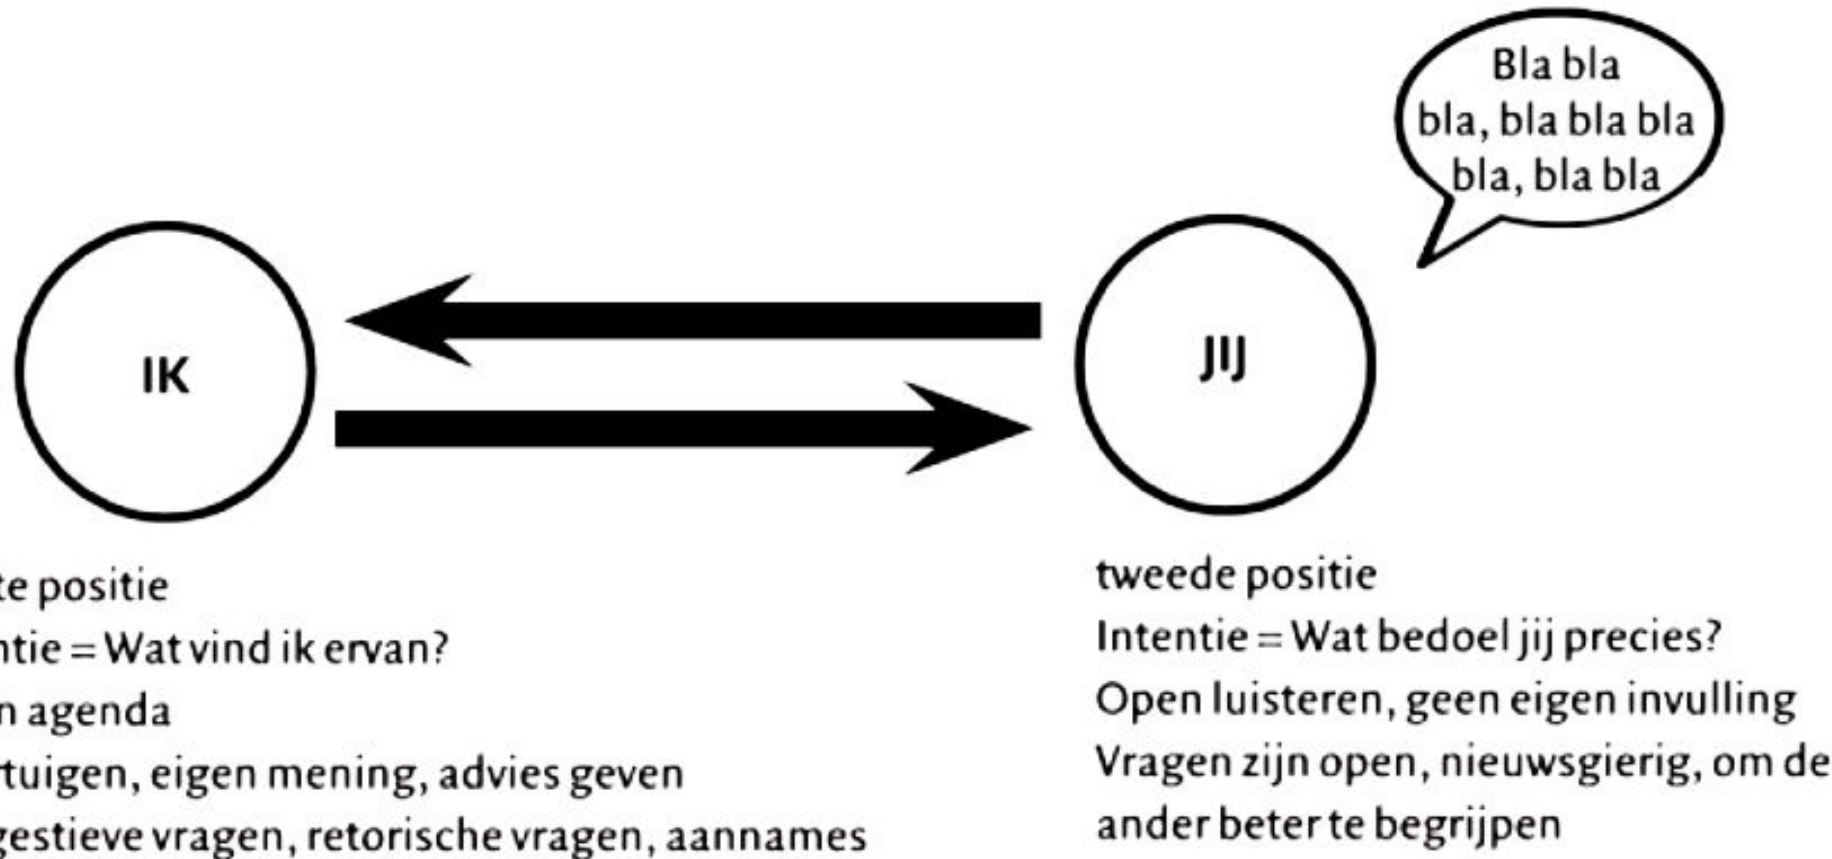 Bla bla
bla, bla bla bla
bla, bla bla
IK
JIJ
te positie
ntie = Wat vind ik ervan?
n agenda
rtuigen, eigen mening, advies geven
gestieve vragen, retorische vragen, aannames
tweede positie
Intentie = Wat bedoel jij precies?
Open luisteren, geen eigen invulling
Vragen zijn open, nieuwsgierig, om de
ander beter te begrijpen